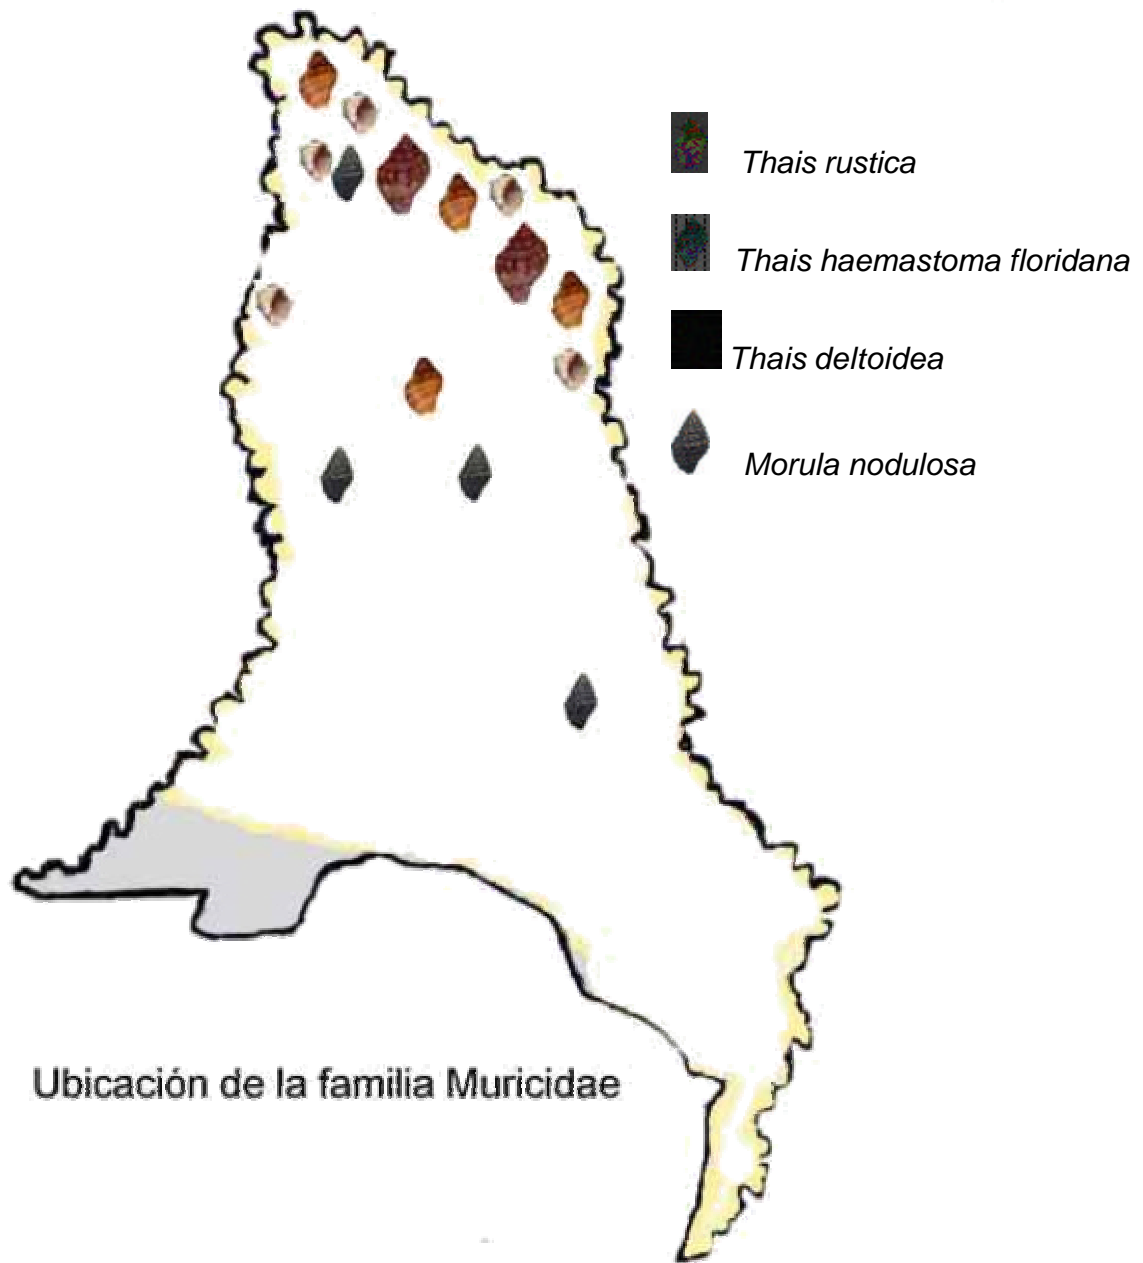 Thais rustica
Thais haemastoma floridana
Thais deltoidea
Morula nodulosa
Ubicación de la familia Muricidae